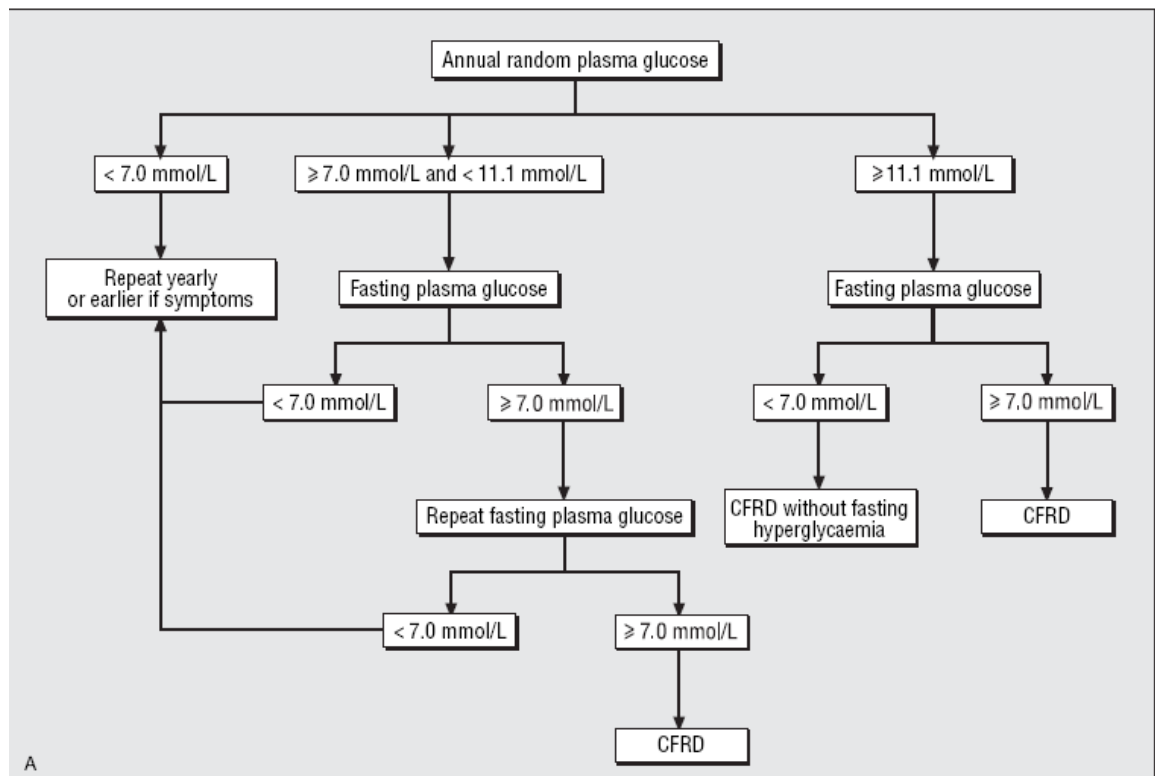 Annual random plasma glucose
< 7.0 mmol/L
⩾ 7.0 mmol/L and < 11.1 mmol/L
⩾ 11.1 mmol/L
Repeat yearly
or earlier if symptoms
Fasting plasma glucose
Fasting plasma glucose
< 7.0 mmol/L
⩾ 7.0 mmol/L
< 7.0 mmol/L
⩾ 7.0 mmol/L
Repeat fasting plasma glucose
CFRD without fasting
hyperglycaemia
CFRD
< 7.0 mmol/L
⩾ 7.0 mmol/L
CFRD
A